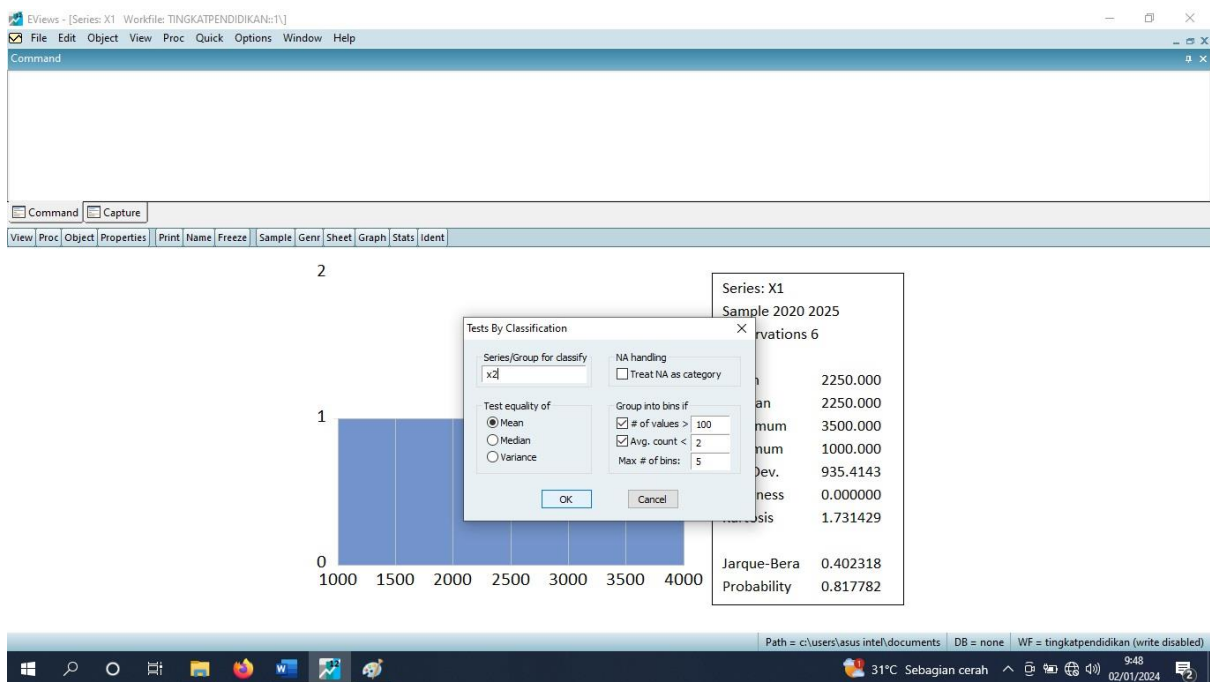 EViews - [Series: X1 Workfile: TINGKATPENDIDIKAN::1\]
File Edit Object View Proc Quick Options Window Help
Command
Command Capture
View Proc Object Properties Print Name Freeze Sample Genr Sheet Graph Stats Ident
2
1
0
1000 1500 2000 2500 3000 3500 4000
Tests By Classification
Series/Group for classify
x2
NA handling
Treat NA as category
Test equality of
Mean
Median
Variance
Group into bins if
# of values > 100
Avg. count < 2
Max # of bins: 5
OK Cancel
Series: X1
Sample 2020 2025
rvations 6
2250.000
an 2250.000
mum 3500.000
mum 1000.000
Dev. 935.4143
ness 0.000000
1.731429
Jarque-Bera 0.402318
Probability 0.817782
Path = c:\users\asus intel\documents DB = none WF = tingkatpendidikan (write disabled)
31°C Sebagian cerah
9:48
02/01/2024
2